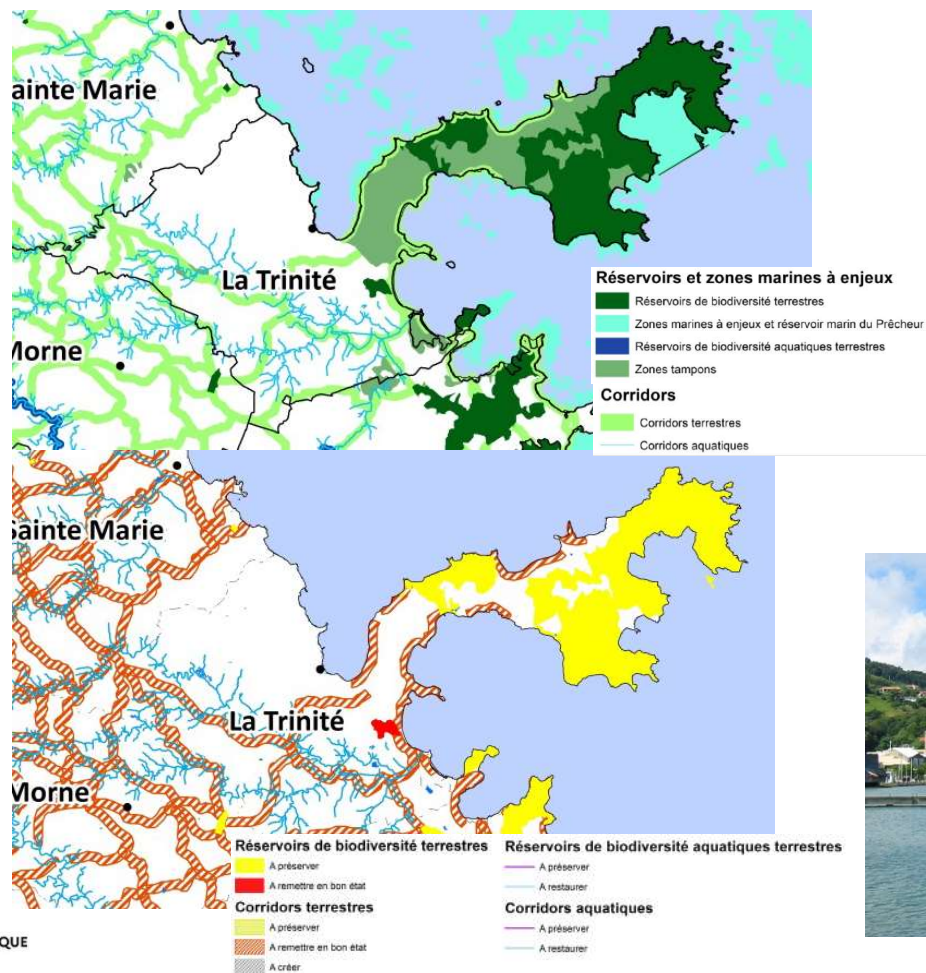 ainte Marie
La Trinité
Morne
Réservoirs et zones marines à enjeux
Réservoirs de biodiversité terrestres
Zones marines à enjeux et réservoir marin du Prêcheur
Réservoirs de biodiversité aquatiques terrestres
Zones tampons
Corridors
Corridors terrestres
Corridors aquatiques
Sainte Marie
La Trinité
Morne
Réservoirs de biodiversité terrestres
A préserver
A remettre en bon état
Corridors terrestres
A préserver
A remettre en bon état
A créer
Réservoirs de biodiversité aquatiques terrestres
A préserver
A restaurer
Corridors aquatiques
A préserver
A restaurer
QUE